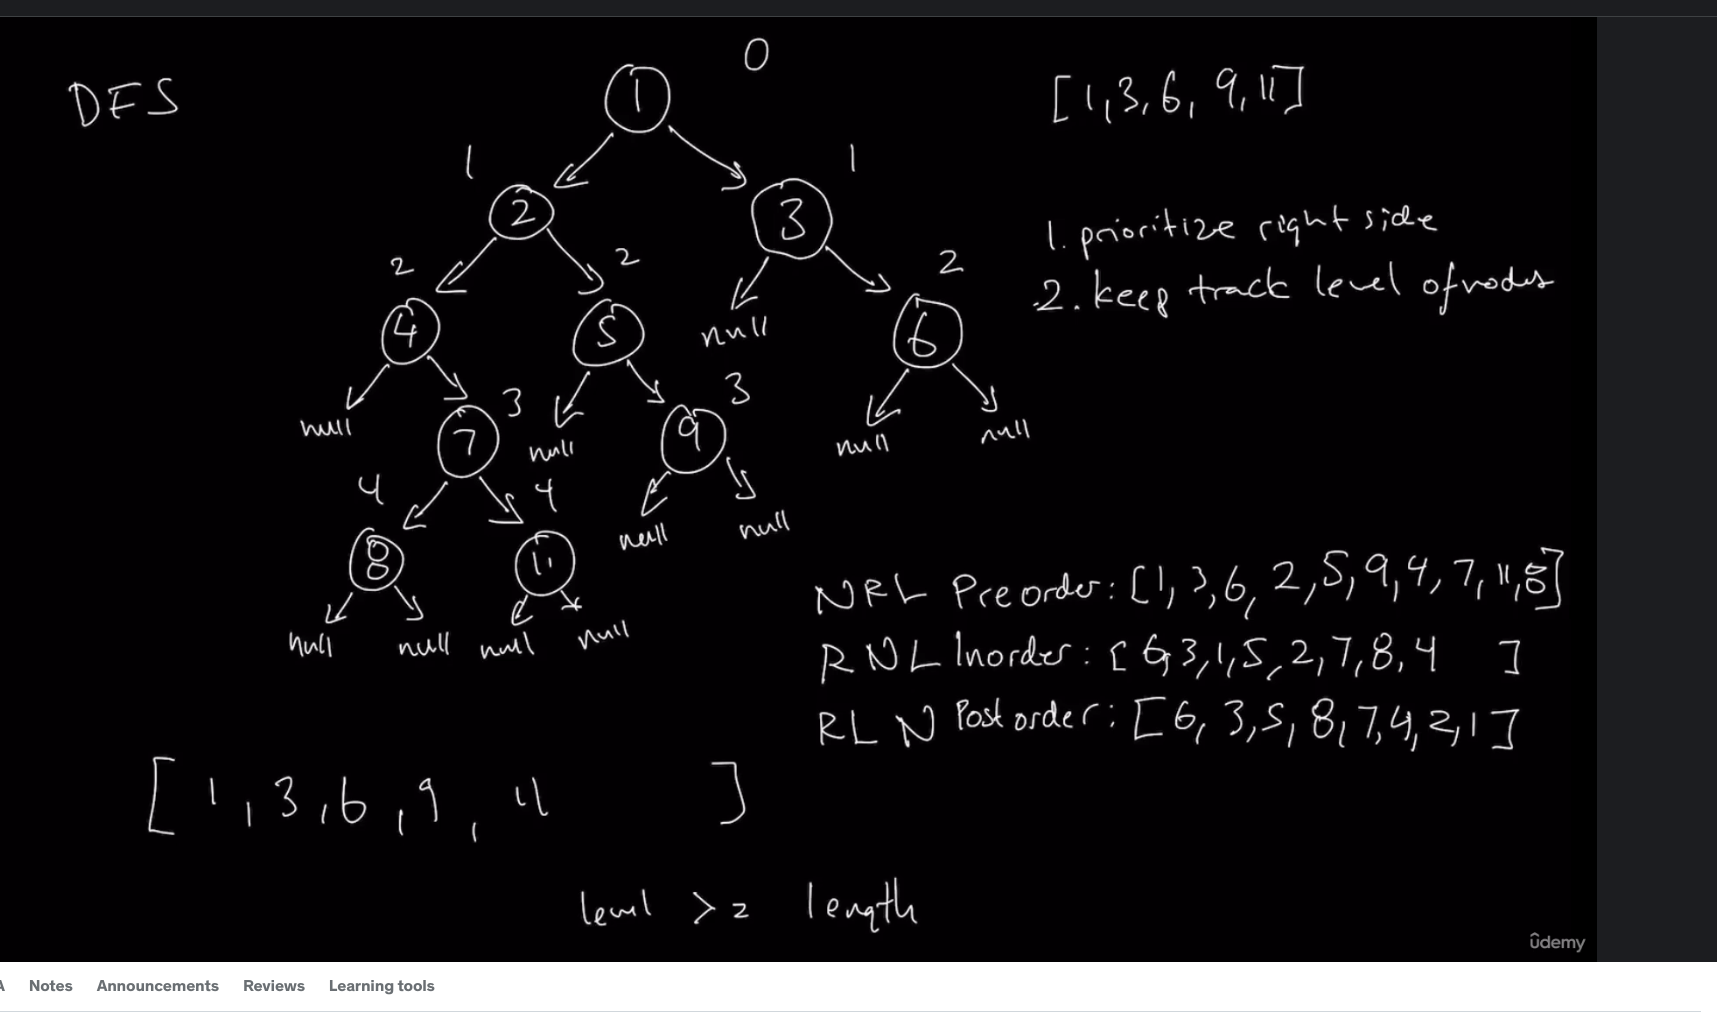 0
DFS
1
[1,3,6,9,11]
1
1
2
3
1. prioritize right side
2
2
2
2. keep track level of nodes
4
5
null
6
3
3
null
7
null
9
null
null
4
4
null
null
8
11
NRL Preorder: [1,3,6,2,5,9,4,7,11,8]
null
null
null
null
RNL Inorder: [6,3,1,5,2,7,8,4 ]
RLN Postorder: [6,3,5,8,7,4,2,1]
[1,3,6,9,11 ]
level >= length
ûdemy
Notes Announcements Reviews Learning tools